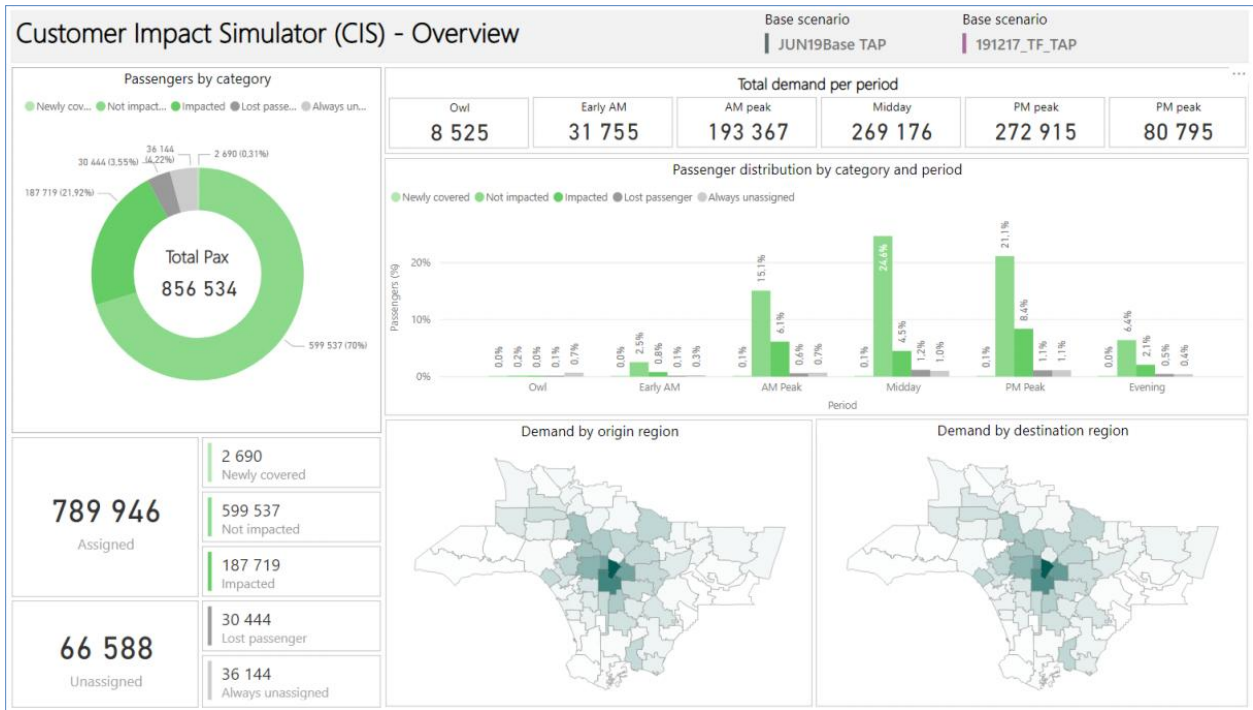 Customer Impact Simulator (CIS) - Overview
Base scenario
JUN19Base TAP
Base scenario
191217_TF_TAP
Passengers by category
Newly cov... Not impact... Impacted Lost passe... Always un...
36 144
(4,22%)
2 690 (0,31%)
30 444 (3,55%)
187 719 (21,92%)
Total Pax
856 534
599 537 (70%)
Total demand per period
...
Owl
8 525
Early AM
31 755
AM peak
193 367
Midday
269 176
PM peak
272 915
PM peak
80 795
Passenger distribution by category and period
Newly covered Not impacted Impacted Lost passenger Always unassigned
Passengers (%)
20%
10%
0%
0,0% 0,2% 0,0% 0,1% 0,7%
0,0% 2,5% 0,8% 0,1% 0,3%
0,1% 15,1% 6,1% 0,6% 0,7%
0,1% 24,6% 4,5% 1,2% 1,0%
0,1% 21,1% 8,4% 1,1% 1,1%
0,0% 6,4% 2,1% 0,5% 0,4%
Owl Early AM AM Peak Midday PM Peak Evening
Period
789 946
Assigned
66 588
Unassigned
2 690
Newly covered
599 537
Not impacted
187 719
Impacted
30 444
Lost passenger
36 144
Always unassigned
Demand by origin region
Demand by destination region